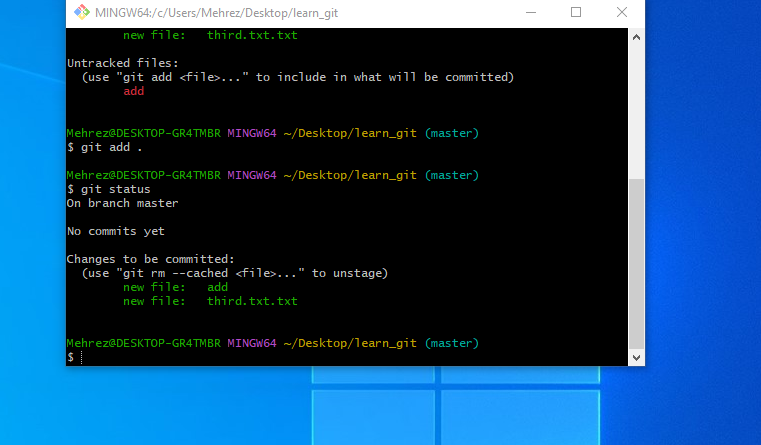 MINGW64:/c/Users/Mehrez/Desktop/learn_git
new file:   third.txt.txt
Untracked files:
(use "git add <file>..." to include in what will be committed)
add
Mehrez@DESKTOP-GR4TMBR MINGW64 ~/Desktop/learn_git (master)
$ git add .
Mehrez@DESKTOP-GR4TMBR MINGW64 ~/Desktop/learn_git (master)
$ git status
On branch master
No commits yet
Changes to be committed:
(use "git rm --cached <file>..." to unstage)
new file:   add
new file:   third.txt.txt
Mehrez@DESKTOP-GR4TMBR MINGW64 ~/Desktop/learn_git (master)
$